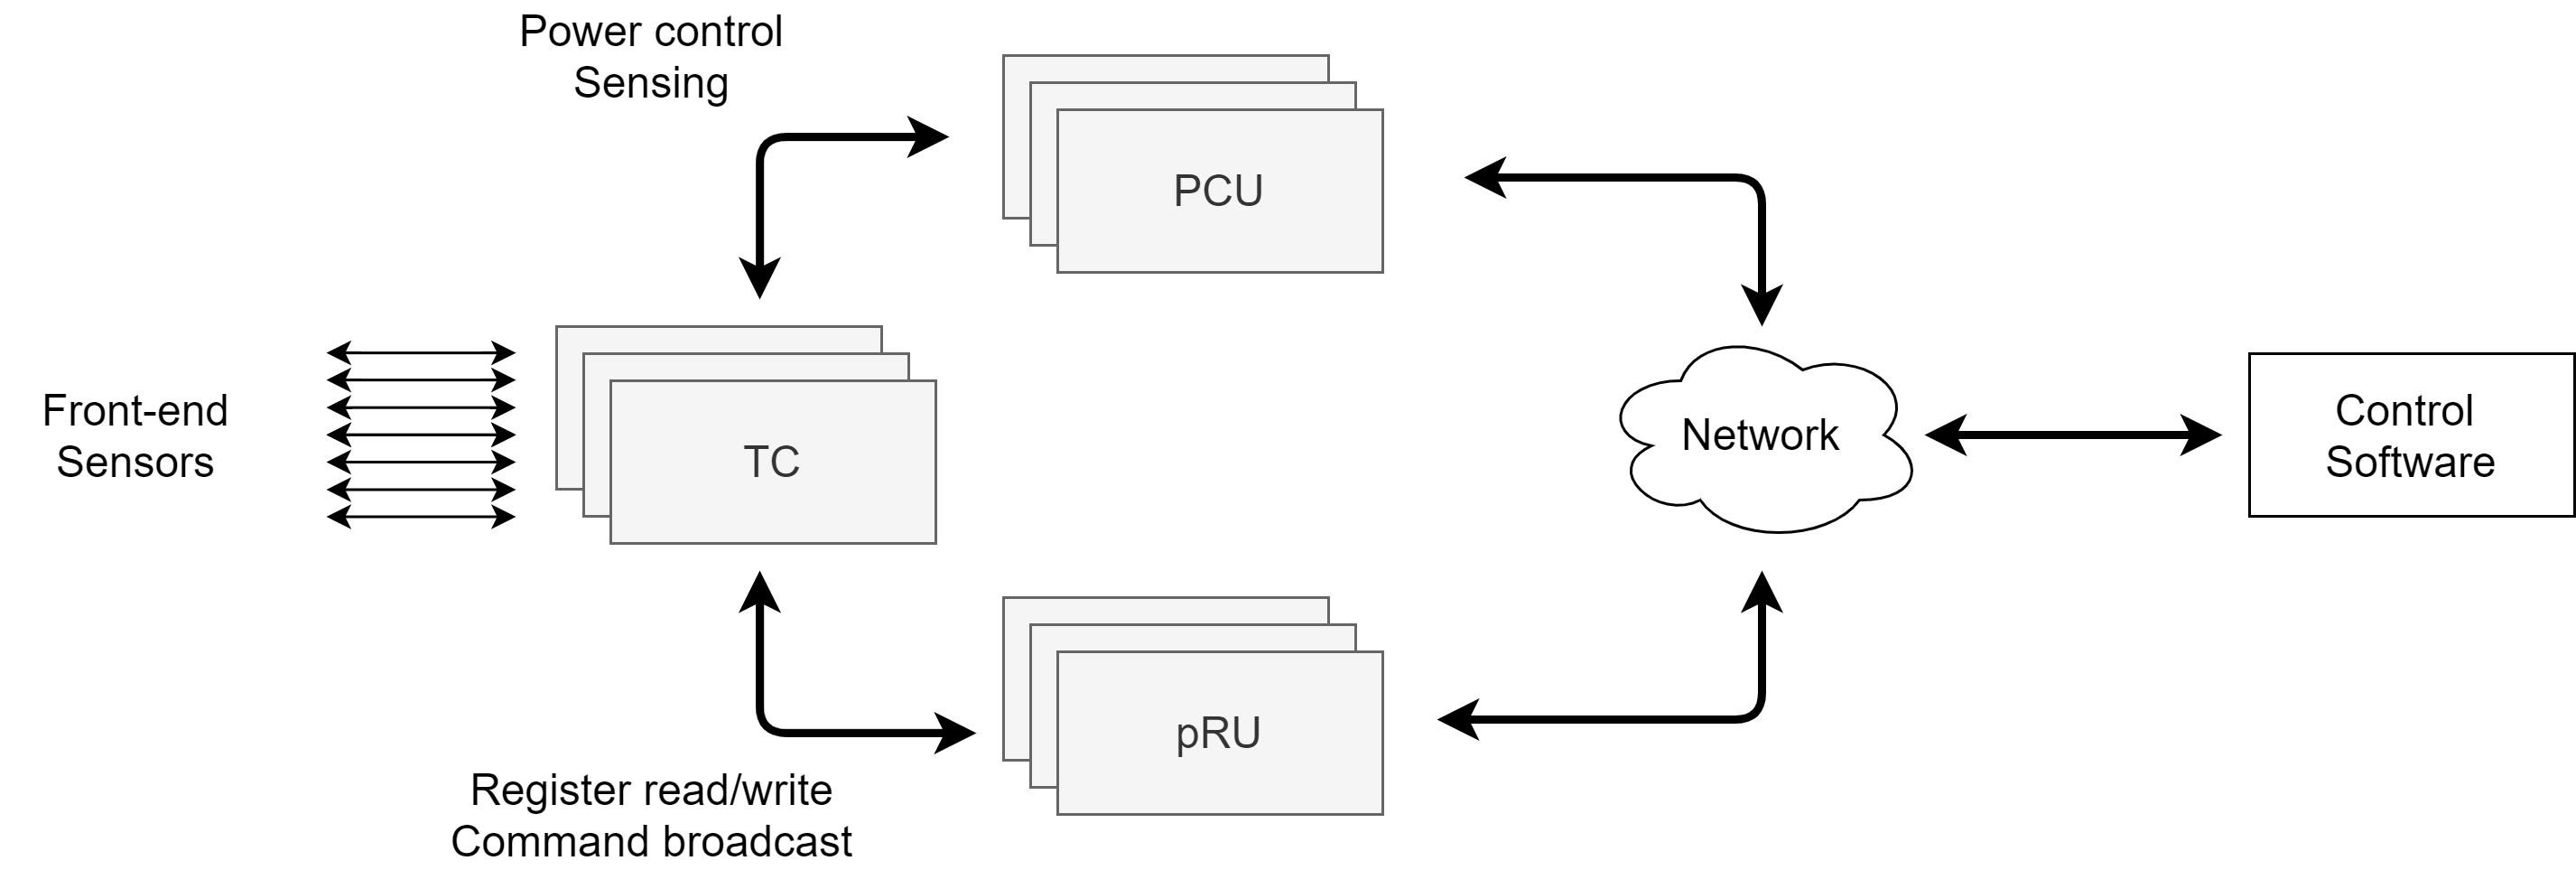 Power control
Sensing
PCU
Front-end
Sensors
TC
Network
Control
Software
pRU
Register read/write
Command broadcast